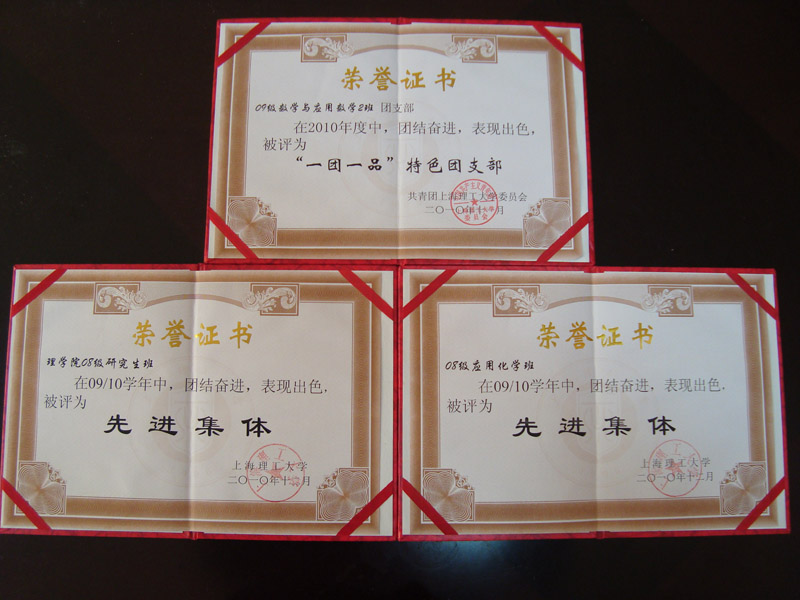 荣誉证书
09级数学与应用数学2班 团支部
在2010年度中，团结奋进，表现出色，
被评为
“一团一品”特色团支部
共青团上海理工大学委员会
二〇一〇年十一月
荣誉证书
理学院08级研究生班
在09/10学年中，团结奋进，表现出色，
被评为
先进集体
上海理工大学
二〇一〇年十二月
荣誉证书
08级应用化学班
在09/10学年中，团结奋进，表现出色，
被评为
先进集体
上海理工大学
二〇一〇年十二月